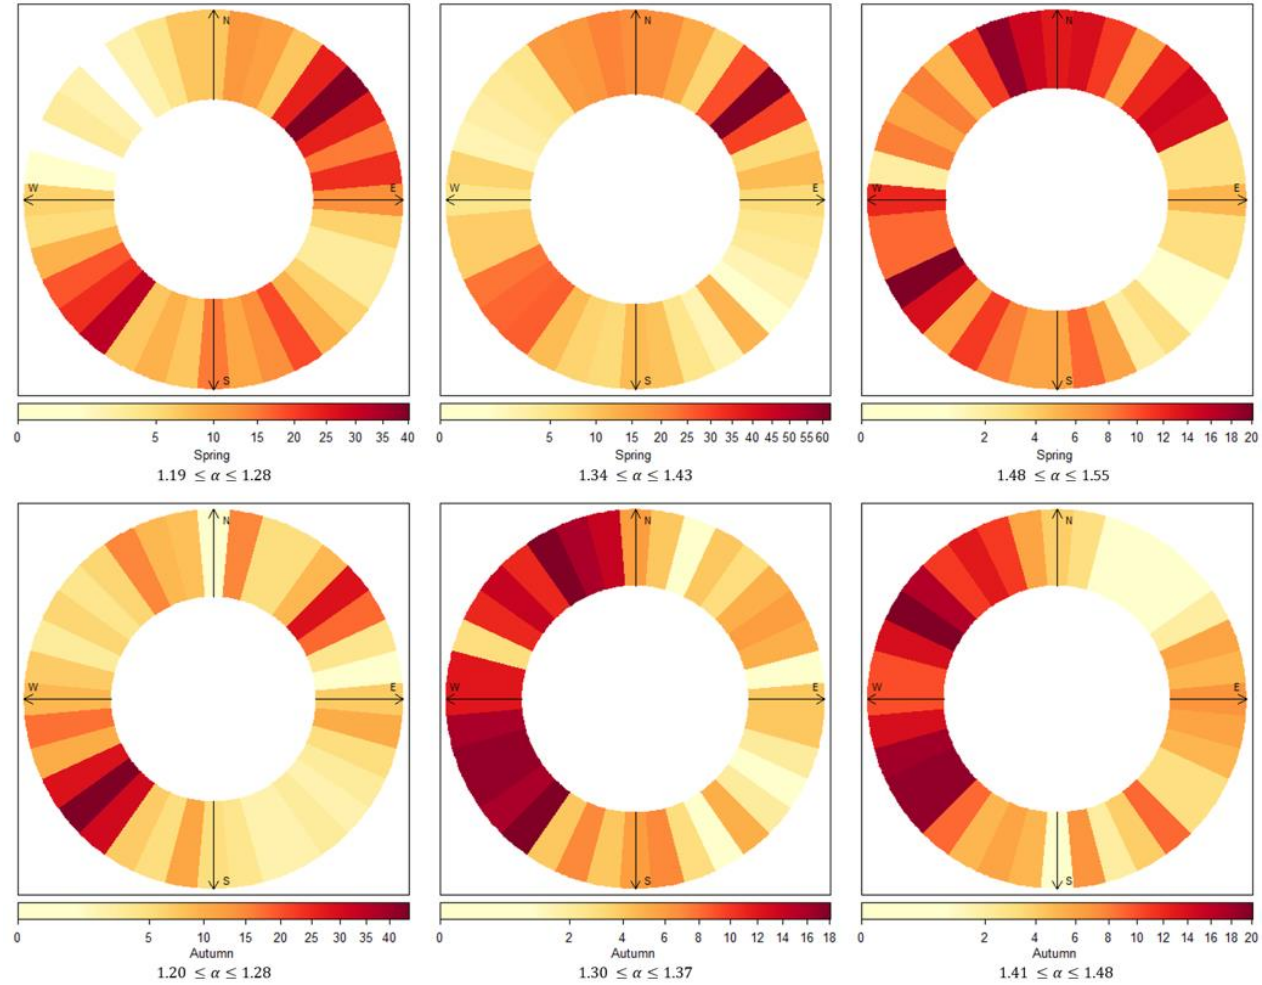 N N N
W E W E W E
S S S
0 5 10 15 20 25 30 35 40 0 5 10 15 20 25 30 35 40 45 50 55 60 0 2 4 6 8 10 12 14 16 18 20
Spring Spring Spring
1.19 ≤ α ≤ 1.28 1.34 ≤ α ≤ 1.43 1.48 ≤ α ≤ 1.55
N N N
W E W E W E
S S S
0 5 10 15 20 25 30 35 40 0 2 4 6 8 10 12 14 16 18 0 2 4 6 8 10 12 14 16 18 20
Autumn Autumn Autumn
1.20 ≤ α ≤ 1.28 1.30 ≤ α ≤ 1.37 1.41 ≤ α ≤ 1.48